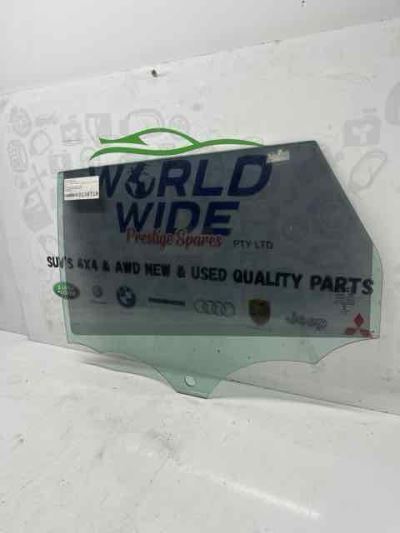 WORLD
WIDE
Prestige Spares
PTY LTD
SUV'S 4X4 & AWD NEW & USED QUALITY PARTS
Jeep